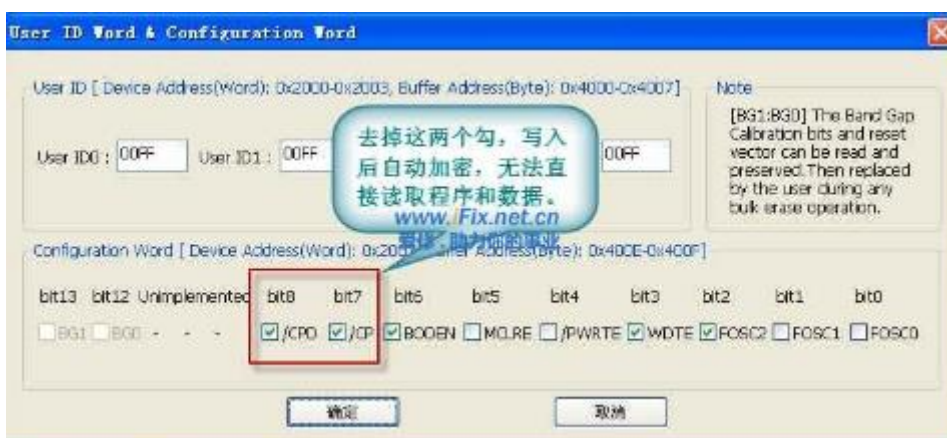 User ID Word & Configuration Word
User ID [ Device Address(Word): 0x2000-0x2003, Buffer Address(Byte): 0x4000-0x4007]
Note
[BG1:BG0] The Band Gap
Calibration bits and reset
vector can be read and
preserved.Then replaced
by the user during any
bulk erase operation.
User ID0 : 00FF User ID1 : 00FF 00FF
去掉这两个勾，写入
后自动加密，无法直
接读取程序和数据。
www.iFix.net.cn
Configuration Word [ Device Address(Word): Address(Byte): 0x400E-0x400F]
bit13 bit12 Unimplemented bit8 bit7 bit6 bit5 bit4 bit3 bit2 bit1 bit0
BG1 BG0 - - - /CPD /CP BODEN MCLRE /PWRTE WDTE FOSC2 FOSC1 FOSC0
确定 取消